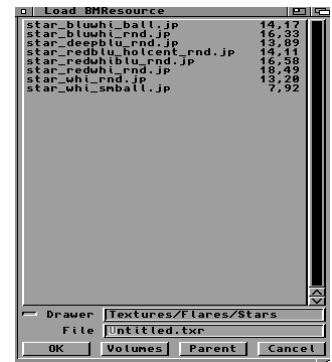 Load BMResource
star_bluwhi_ball.jp 14,17
star_bluwhi_rnd.jp 16,33
star_deepblu_rnd.jp 13,89
star_redblu_holcent_rnd.jp 14,11
star_redwhiblu_rnd.jp 16,58
star_redwhi_rnd.jp 18,49
star_whi_rnd.jp 13,20
star_whi_smball.jp 7,92
Drawer Textures/Flares/Stars
File Untitled.txr
OK Volumes Parent Cancel